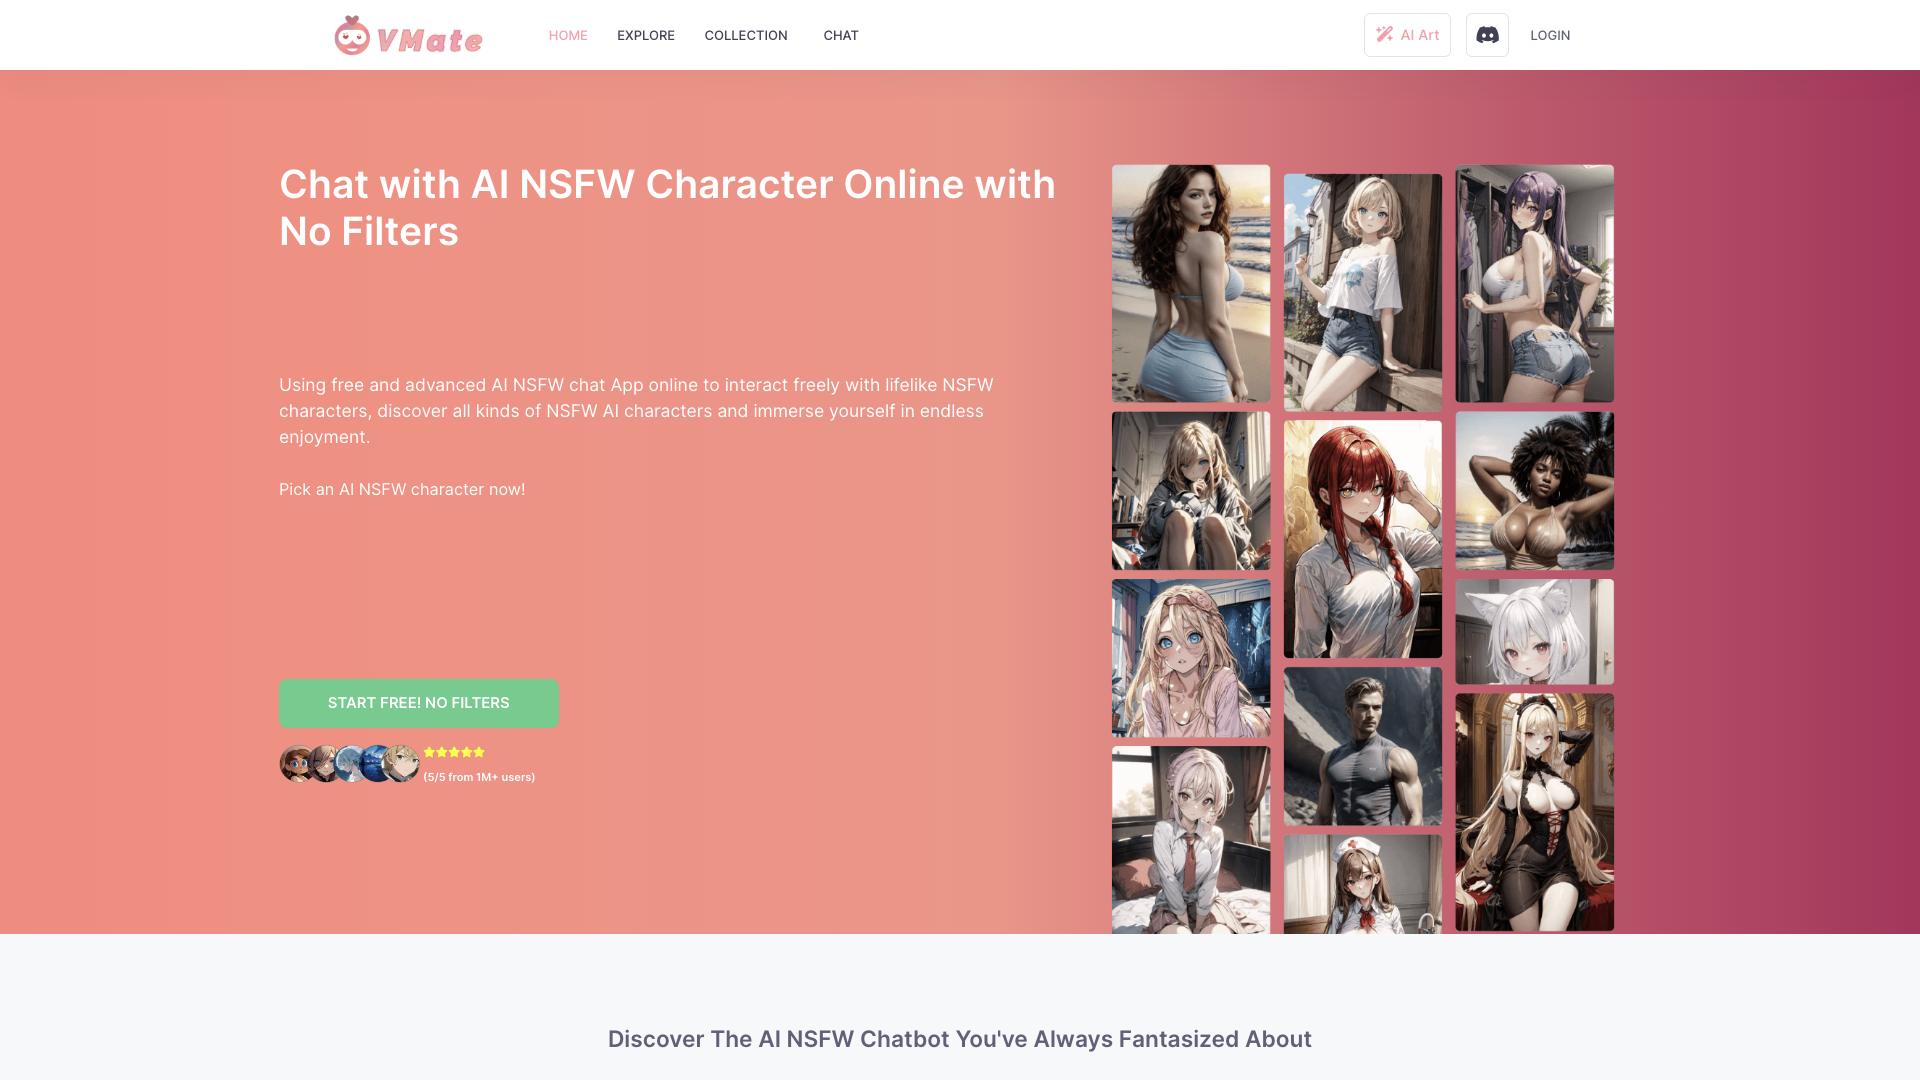 VMate
HOME
EXPLORE
COLLECTION
CHAT
AI Art
LOGIN
Chat with AI NSFW Character Online with
No Filters
Using free and advanced AI NSFW chat App online to interact freely with lifelike NSFW
characters, discover all kinds of NSFW AI characters and immerse yourself in endless
enjoyment.
Pick an AI NSFW character now!
START FREE! NO FILTERS
(5/5 from 1M+ users)
Discover The AI NSFW Chatbot You've Always Fantasized About